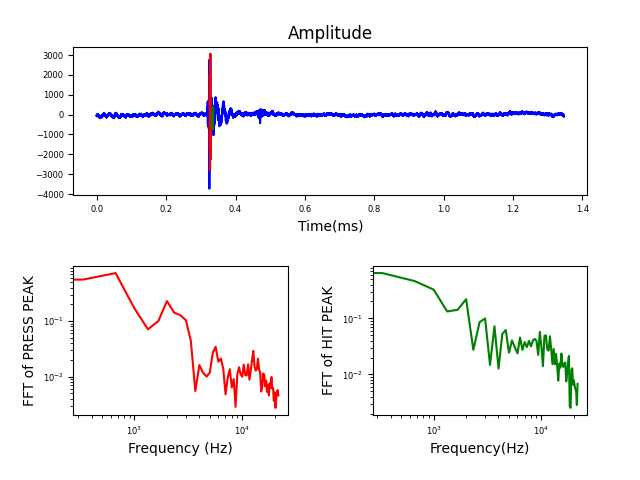 Amplitude
3000
2000
1000
0
−1000
−2000
−3000
−4000
0.0 0.2 0.4 0.6 0.8 1.0 1.2 1.4
Time(ms)
FFT of PRESS PEAK
10⁻¹
10⁻²
10³ 10⁴
Frequency (Hz)
FFT of HIT PEAK
10⁻¹
10⁻²
10³ 10⁴
Frequency(Hz)